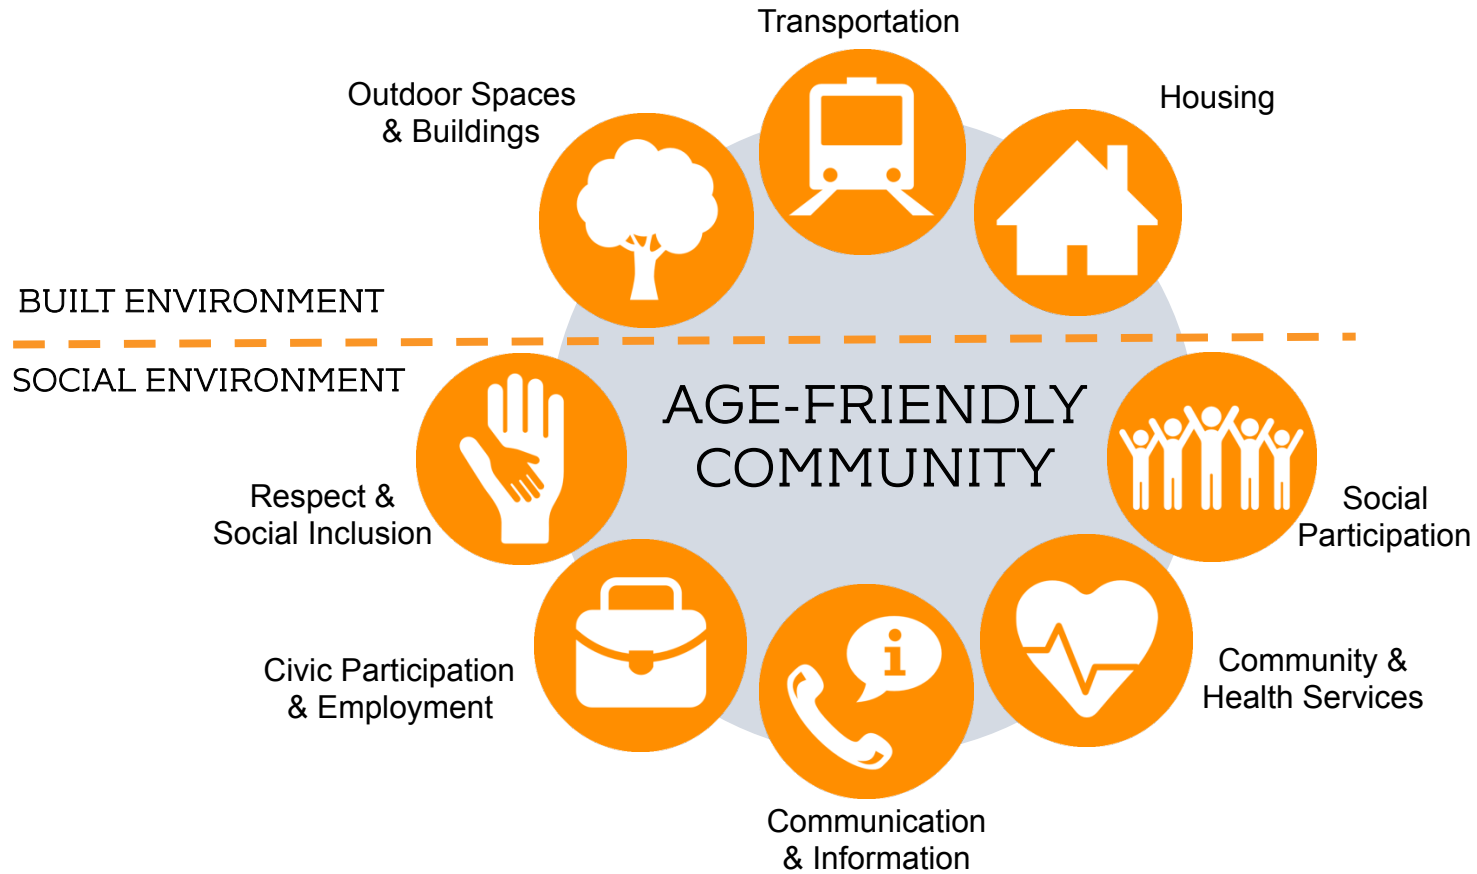 Transportation
Outdoor Spaces
& Buildings
Housing
BUILT ENVIRONMENT
SOCIAL ENVIRONMENT
AGE-FRIENDLY
COMMUNITY
Respect &
Social Inclusion
Social
Participation
Civic Participation
& Employment
i
Community &
Health Services
Communication
& Information